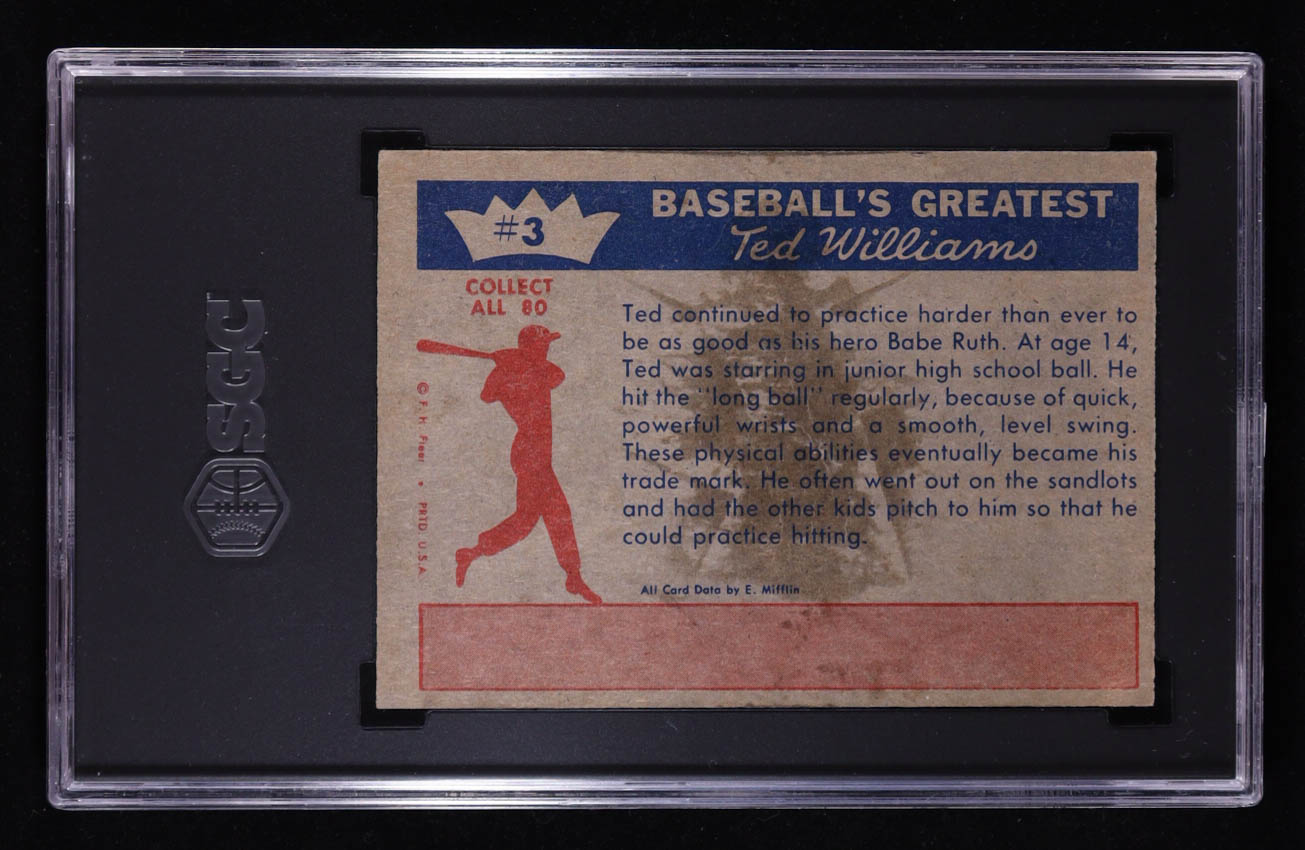 #3
BASEBALL'S GREATEST
Ted Williams
COLLECT
ALL 80
Ted continued to practice harder than ever to
be as good as his hero Babe Ruth. At age 14,
Ted was starring in junior high school ball. He
hit the "long ball" regularly, because of quick,
powerful wrists and a smooth, level swing.
These physical abilities eventually became his
trade mark. He often went out on the sandlots
and had the other kids pitch to him so that he
could practice hitting.
All Card Data by E. Mifflin
© F. H. Fleer • PRTD U.S.A.
SGC